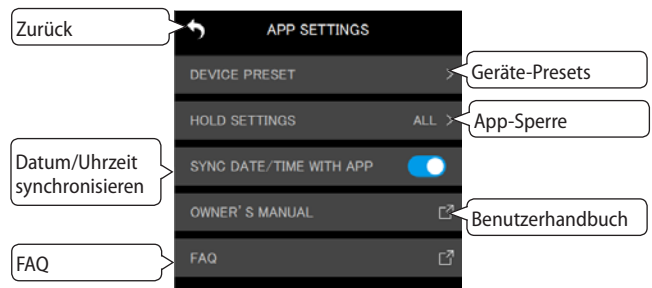 Zurück
APP SETTINGS
DEVICE PRESET
Geräte-Presets
HOLD SETTINGS
ALL
App-Sperre
Datum/Uhrzeit
synchronisieren
SYNC DATE/TIME WITH APP
OWNER'S MANUAL
Benutzerhandbuch
FAQ
FAQ